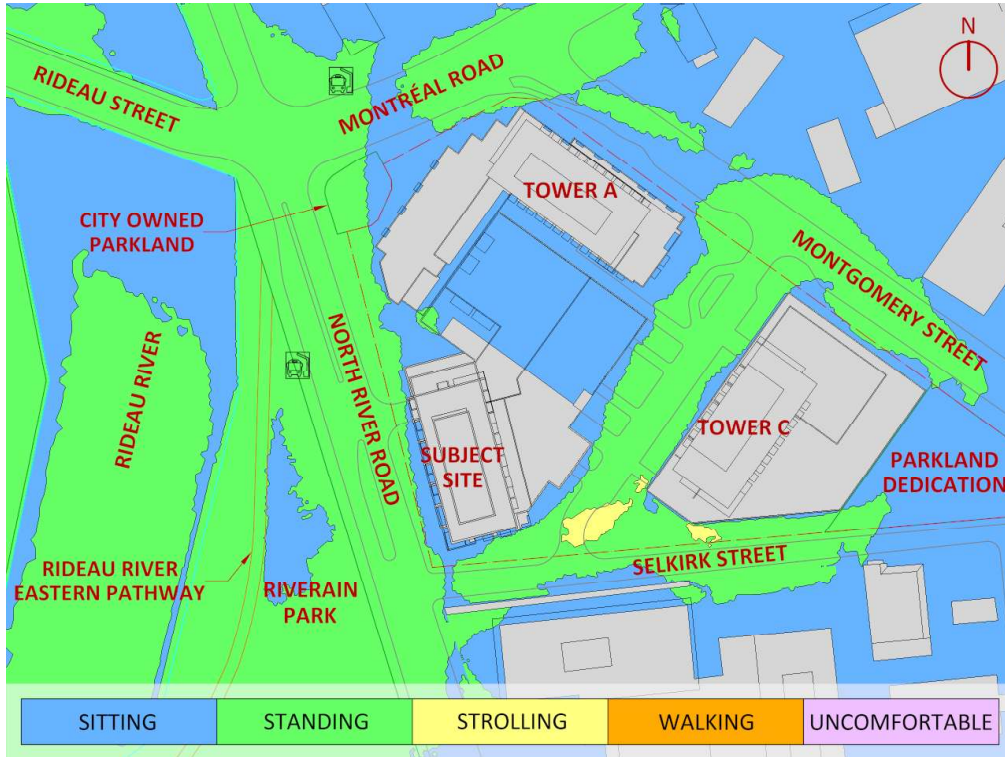 N
RIDEAU STREET
MONTRÉAL ROAD
TOWER A
CITY OWNED
PARKLAND
MONTGOMERY STREET
RIDEAU RIVER
NORTH RIVER ROAD
SUBJECT
SITE
TOWER C
PARKLAND
DEDICATION
RIDEAU RIVER
EASTERN PATHWAY
RIVERAIN
PARK
SELKIRK STREET
SITTING
STANDING
STROLLING
WALKING
UNCOMFORTABLE